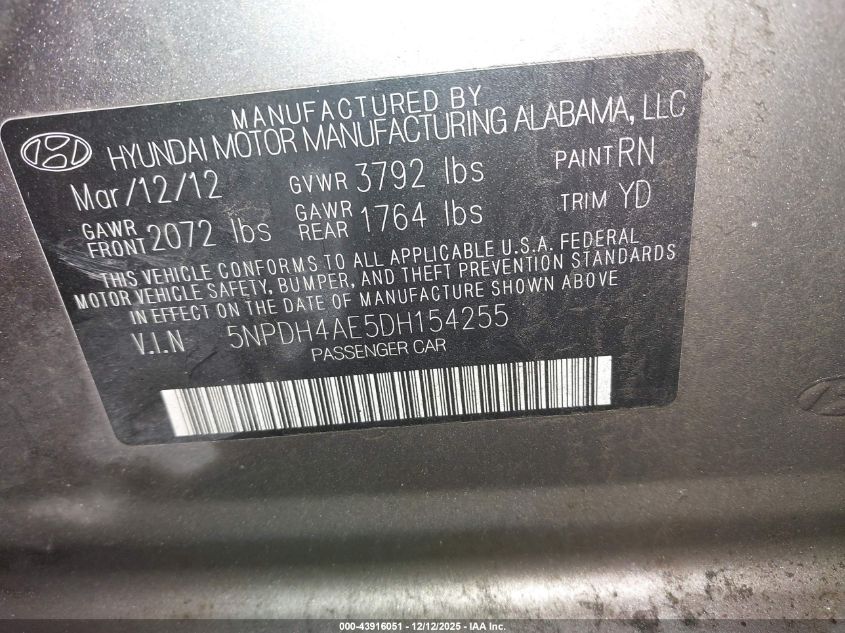 MANUFACTURED BY
HYUNDAI MOTOR MANUFACTURING ALABAMA, LLC
Mar/12/12 GVWR 3792 lbs PAINT RN
GAWR FRONT 2072 lbs GAWR REAR 1764 lbs TRIM YD
THIS VEHICLE CONFORMS TO ALL APPLICABLE U.S.A. FEDERAL
MOTOR VEHICLE SAFETY, BUMPER, AND THEFT PREVENTION STANDARDS
IN EFFECT ON THE DATE OF MANUFACTURE SHOWN ABOVE
V.I.N 5NPDH4AE5DH154255
PASSENGER CAR
000-43916051 - 12/12/2025 - IAA Inc.